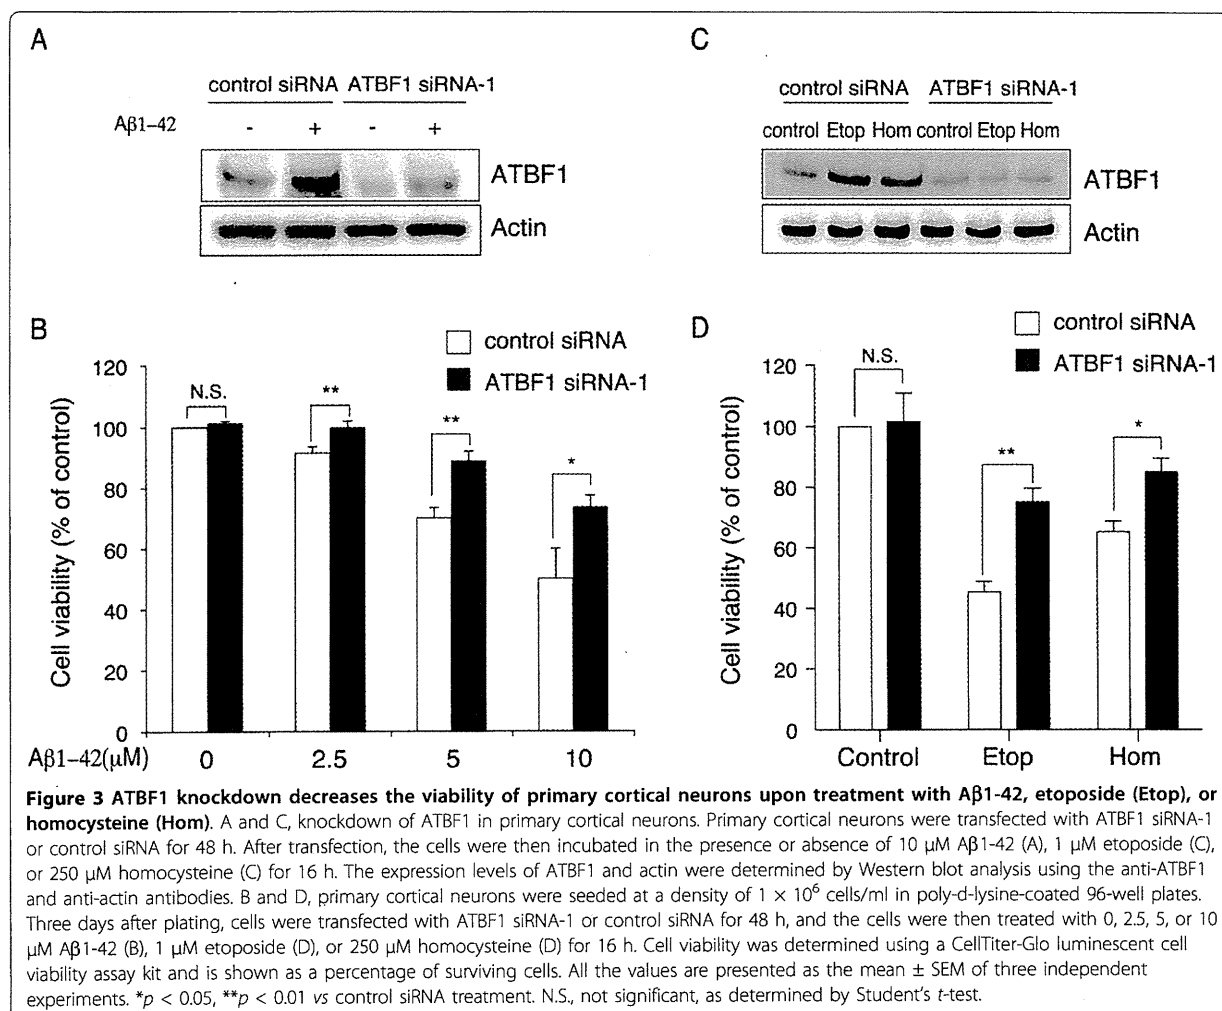 A
control siRNA ATBF1 siRNA-1
Aβ1–42 - + - +
ATBF1
Actin
C
control siRNA ATBF1 siRNA-1
control Etop Hom control Etop Hom
ATBF1
Actin
B
control siRNA
ATBF1 siRNA-1
Cell viability (% of control)
120
100
80
60
40
20
0
N.S.
**
**
*
Aβ1–42(μM) 0 2.5 5 10
D
control siRNA
ATBF1 siRNA-1
Cell viability (% of control)
120
100
80
60
40
20
0
N.S.
**
*
Control Etop Hom
Figure 3 ATBF1 knockdown decreases the viability of primary cortical neurons upon treatment with Aβ1-42, etoposide (Etop), or
homocysteine (Hom). A and C, knockdown of ATBF1 in primary cortical neurons. Primary cortical neurons were transfected with ATBF1 siRNA-1
or control siRNA for 48 h. After transfection, the cells were then incubated in the presence or absence of 10 μM Aβ1-42 (A), 1 μM etoposide (C),
or 250 μM homocysteine (C) for 16 h. The expression levels of ATBF1 and actin were determined by Western blot analysis using the anti-ATBF1
and anti-actin antibodies. B and D, primary cortical neurons were seeded at a density of 1 × 10⁶ cells/ml in poly-d-lysine-coated 96-well plates.
Three days after plating, cells were transfected with ATBF1 siRNA-1 or control siRNA for 48 h, and the cells were then treated with 0, 2.5, 5, or 10
μM Aβ1-42 (B), 1 μM etoposide (D), or 250 μM homocysteine (D) for 16 h. Cell viability was determined using a CellTiter-Glo luminescent cell
viability assay kit and is shown as a percentage of surviving cells. All the values are presented as the mean ± SEM of three independent
experiments. *p < 0.05, **p < 0.01 vs control siRNA treatment. N.S., not significant, as determined by Student's t-test.